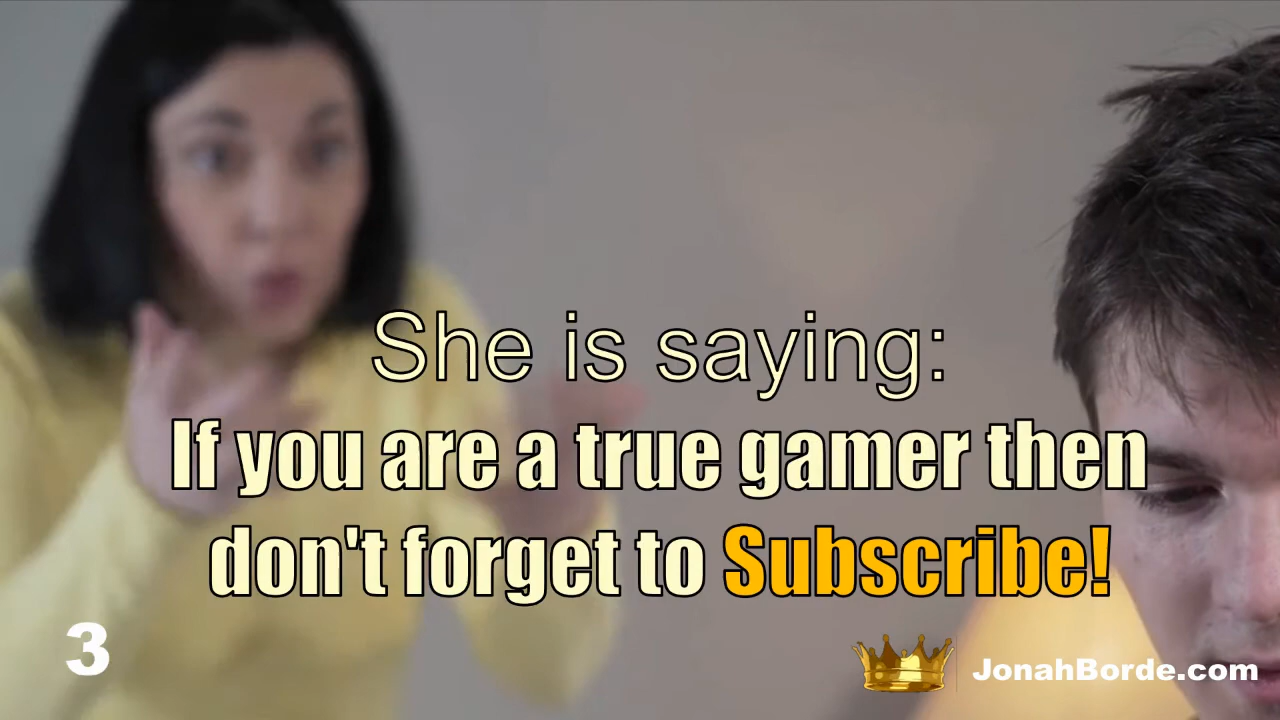 She is saying:
If you are a true gamer then
don't forget to Subscribe!
3
JonahBorde.com